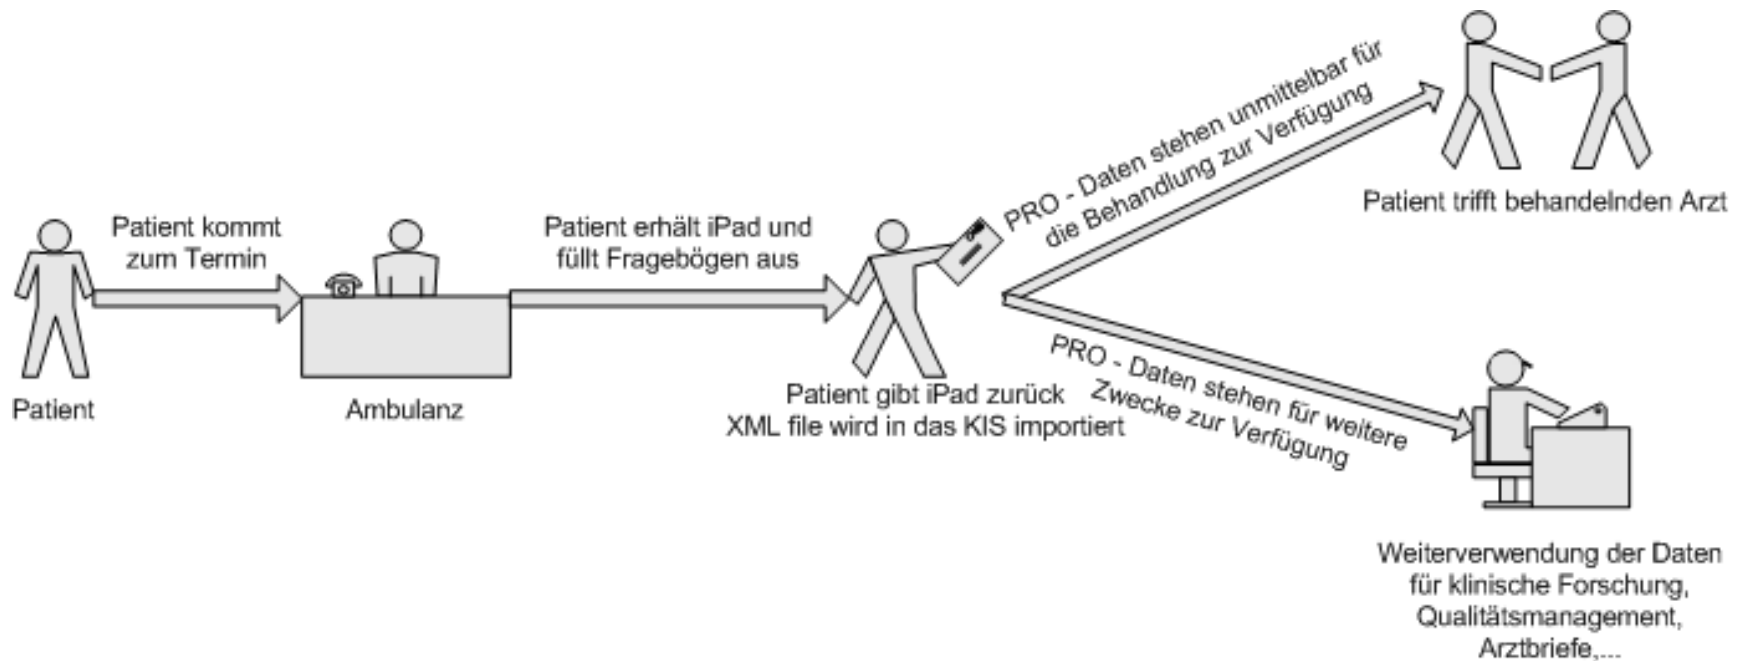 Patient kommt
zum Termin
Patient erhält iPad und
füllt Fragebögen aus
PRO - Daten stehen unmittelbar für
die Behandlung zur Verfügung
Patient trifft behandelnden Arzt
Patient
Ambulanz
Patient gibt iPad zurück
XML file wird in das KIS importiert
PRO - Daten stehen für weitere
Zwecke zur Verfügung
Weiterverwendung der Daten
für klinische Forschung,
Qualitätsmanagement,
Arztbriefe,...